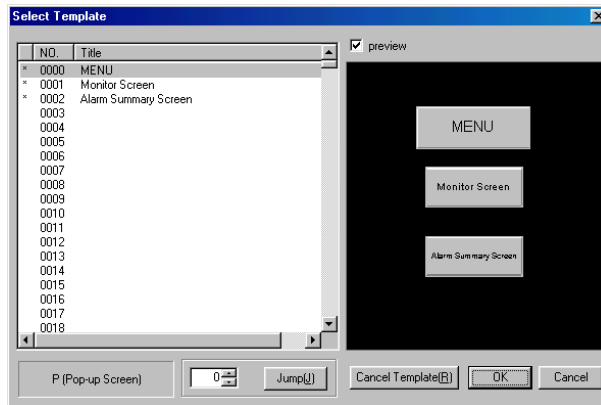 Select Template
NO. Title
* 0000 MENU
* 0001 Monitor Screen
* 0002 Alarm Summary Screen
0003
0004
0005
0006
0007
0008
0009
0010
0011
0012
0013
0014
0015
0016
0017
0018
P (Pop-up Screen)
0
Jump(J)
preview
MENU
Monitor Screen
Alarm Summary Screen
Cancel Template(R)
OK
Cancel